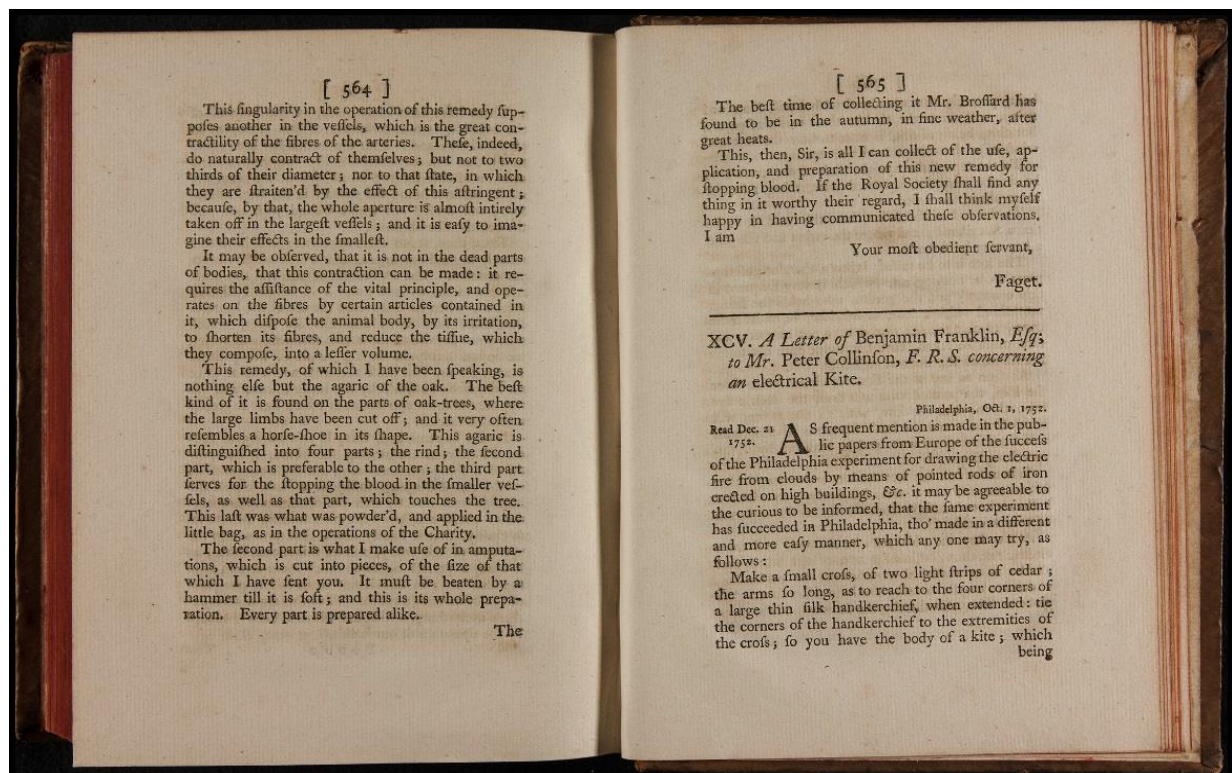 [ 564 ]
This ſingularity in the operation of this remedy ſup-
poſes another in the veſſels, which is the great con-
tractility of the fibres of the arteries. Theſe, indeed,
do naturally contract of themſelves; but not to two
thirds of their diameter; nor to that ſtate, in which
they are ſtraiten'd by the effect of this aſtringent;
becauſe, by that, the whole aperture is almoſt intirely
taken off in the largeſt veſſels; and it is eaſy to ima-
gine their effects in the ſmalleſt.
It may be obſerved, that it is not in the dead parts
of bodies, that this contraction can be made: it re-
quires the aſſiſtance of the vital principle, and ope-
rates on the fibres by certain articles contained in
it, which diſpoſe the animal body, by its irritation,
to ſhorten its fibres, and reduce the tiſſue, which
they compoſe, into a leſſer volume.
This remedy, of which I have been ſpeaking, is
nothing elſe but the agaric of the oak. The beſt
kind of it is found on the parts of oak-trees, where
the large limbs have been cut off; and it very often
reſembles a horſe-ſhoe in its ſhape. This agaric is
diſtinguiſhed into four parts; the rind; the ſecond
part, which is preferable to the other; the third part
ſerves for the ſtopping the blood in the ſmaller veſ-
ſels, as well as that part, which touches the tree.
This laſt was what was powder'd, and applied in the
little bag, as in the operations of the Charity.
The ſecond part is what I make uſe of in amputa-
tions, which is cut into pieces, of the ſize of that
which I have ſent you. It muſt be beaten by a
hammer till it is ſoft; and this is its whole prepa-
ration. Every part is prepared alike.
The
[ 565 ]
The beſt time of collecting it Mr. Broſſard has
found to be in the autumn, in fine weather, after
great heats.
This, then, Sir, is all I can collect of the uſe, ap-
plication, and preparation of this new remedy for
ſtopping blood. If the Royal Society ſhall find any
thing in it worthy their regard, I ſhall think myſelf
happy in having communicated theſe obſervations.
I am
Your moſt obedient ſervant,
Faget.
XCV. A Letter of Benjamin Franklin, Eſq;
to Mr. Peter Collinſon, F. R. S. concerning
an electrical Kite.
Philadelphia, Oct. 1, 1752.
Read Dec. 21
1752.
AS frequent mention is made in the pub-
lic papers from Europe of the ſucceſs
of the Philadelphia experiment for drawing the electric
fire from clouds by means of pointed rods of iron
erected on high buildings, &c. it may be agreeable to
the curious to be informed, that the ſame experiment
has ſucceeded in Philadelphia, tho' made in a different
and more eaſy manner, which any one may try, as
follows:
Make a ſmall croſs, of two light ſtrips of cedar;
the arms ſo long, as to reach to the four corners of
a large thin ſilk handkerchief, when extended: tie
the corners of the handkerchief to the extremities of
the croſs; ſo you have the body of a kite; which
being